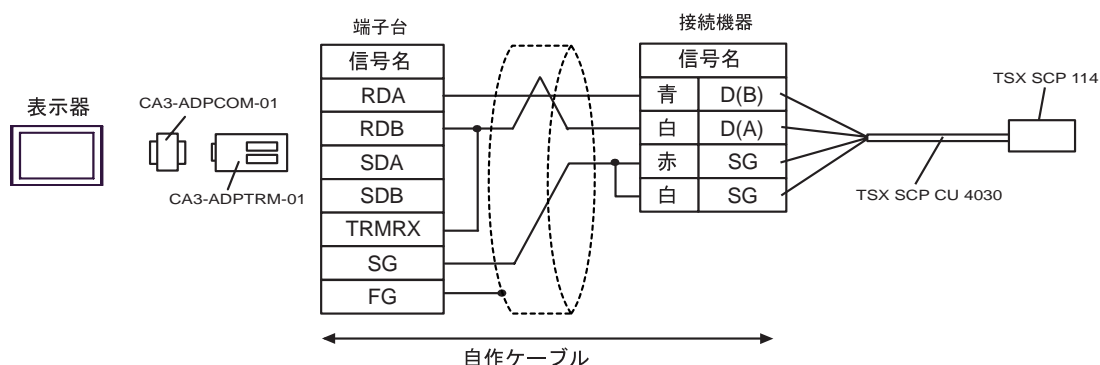 端子台
接続機器
信号名
信号名
TSX SCP 114
表示器
CA3-ADPCOM-01
RDA
青
D(B)
RDB
白
D(A)
SDA
赤
SG
CA3-ADPTRM-01
SDB
白
SG
TSX SCP CU 4030
TRMRX
SG
FG
自作ケーブル